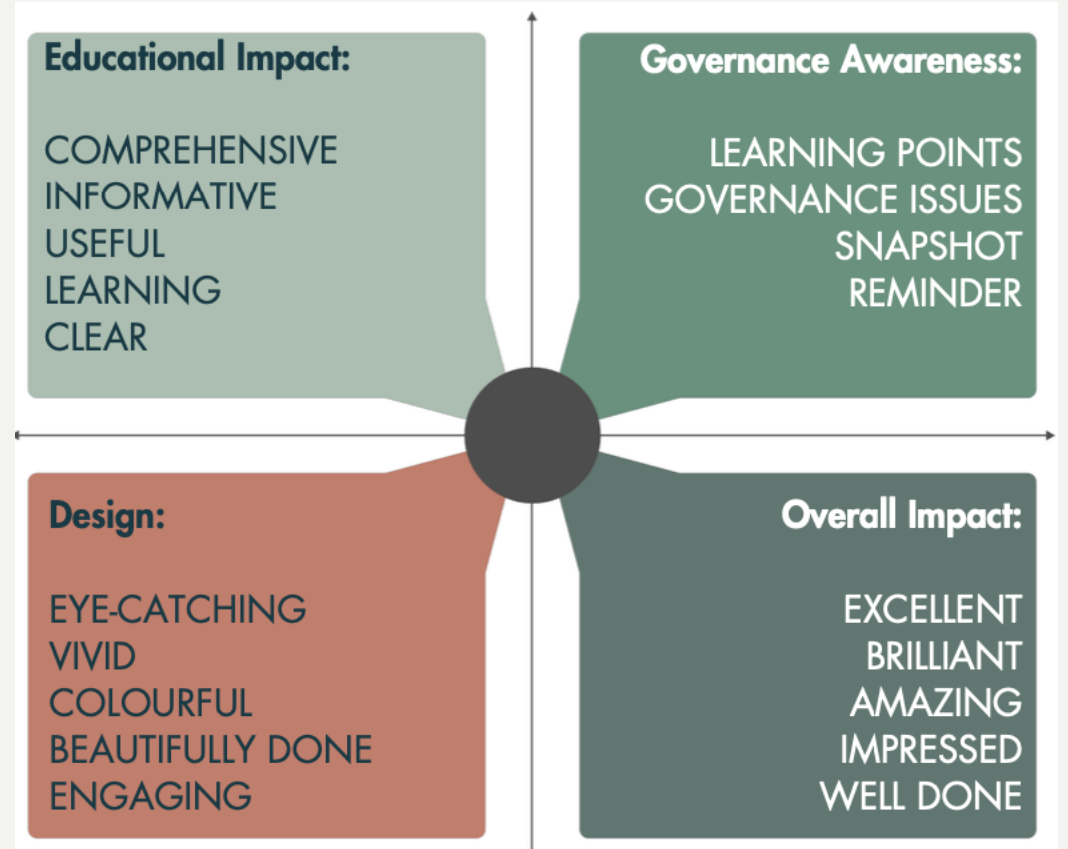 Educational Impact:
COMPREHENSIVE
INFORMATIVE
USEFUL
LEARNING
CLEAR
Governance Awareness:
LEARNING POINTS
GOVERNANCE ISSUES
SNAPSHOT
REMINDER
Design:
EYE-CATCHING
VIVID
COLOURFUL
BEAUTIFULLY DONE
ENGAGING
Overall Impact:
EXCELLENT
BRILLIANT
AMAZING
IMPRESSED
WELL DONE